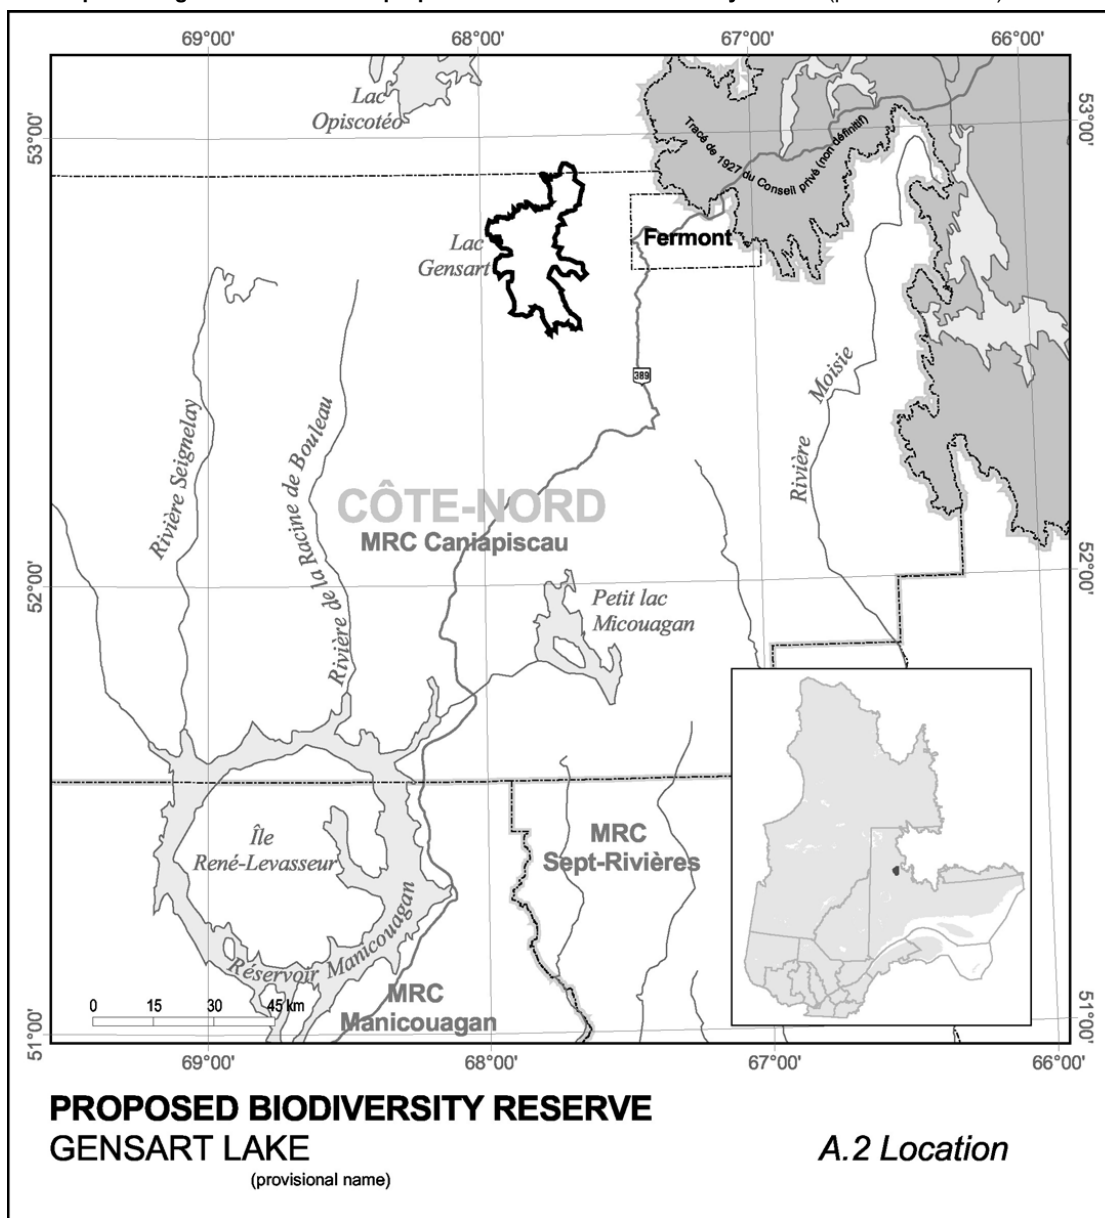 69°00'
68°00'
67°00'
66°00'
Lac
Opiscotéo
53°00'
53°00'
Tracé de 1927 du Conseil privé (non définitif)
Fermont
Lac
Gensart
389
Rivière Moisie
Rivière Seignelay
Rivière de la Racine de Bouleau
CÔTE-NORD
MRC Caniapiscau
52°00'
52°00'
Petit lac
Micouagan
Île
René-Levasseur
MRC
Sept-Rivières
Réservoir Manicouagan
MRC
Manicouagan
0 15 30 45 km
51°00'
51°00'
69°00'
68°00'
67°00'
66°00'
PROPOSED BIODIVERSITY RESERVE
GENSART LAKE
(provisional name)
A.2 Location